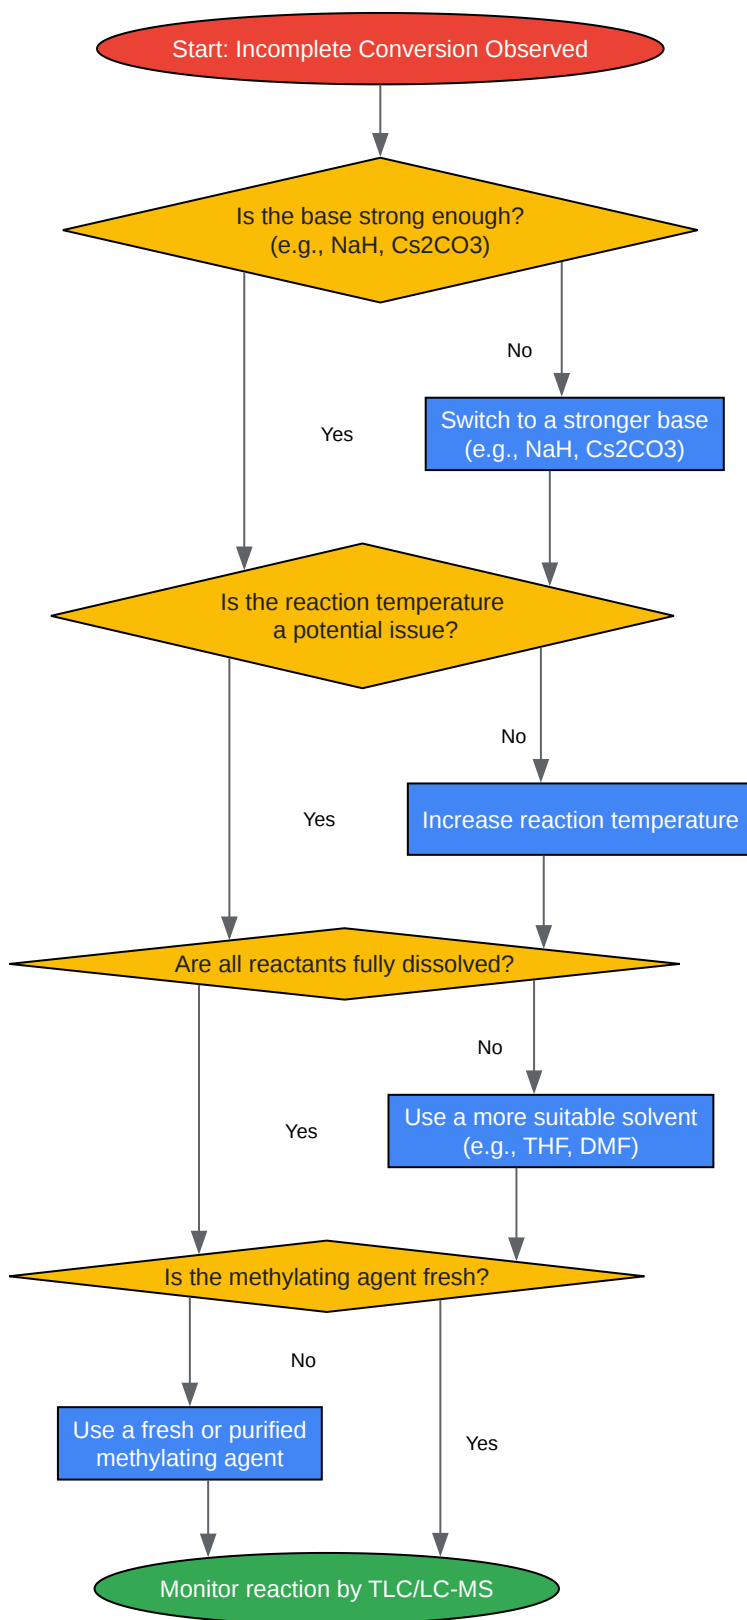 Start: Incomplete Conversion Observed
Is the base strong enough?
(e.g., NaH, Cs2CO3)
No
Switch to a stronger base
(e.g., NaH, Cs2CO3)
Yes
Is the reaction temperature
a potential issue?
No
Increase reaction temperature
Yes
Are all reactants fully dissolved?
No
Use a more suitable solvent
(e.g., THF, DMF)
Yes
Is the methylating agent fresh?
No
Use a fresh or purified
methylating agent
Yes
Monitor reaction by TLC/LC-MS